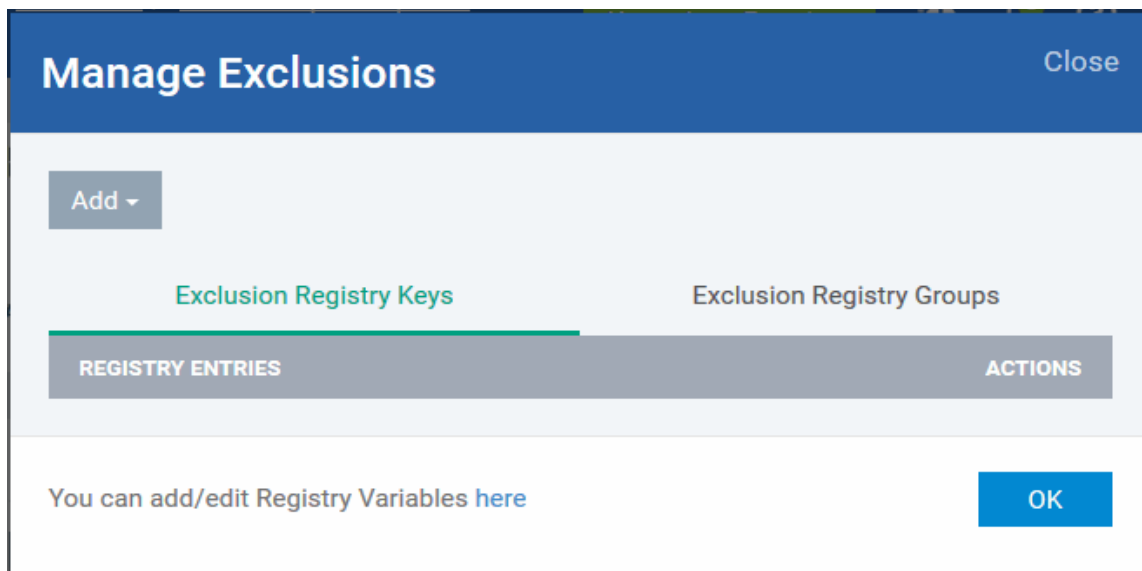 Manage Exclusions
Close
Add
Exclusion Registry Keys
Exclusion Registry Groups
REGISTRY ENTRIES
ACTIONS
You can add/edit Registry Variables here
OK